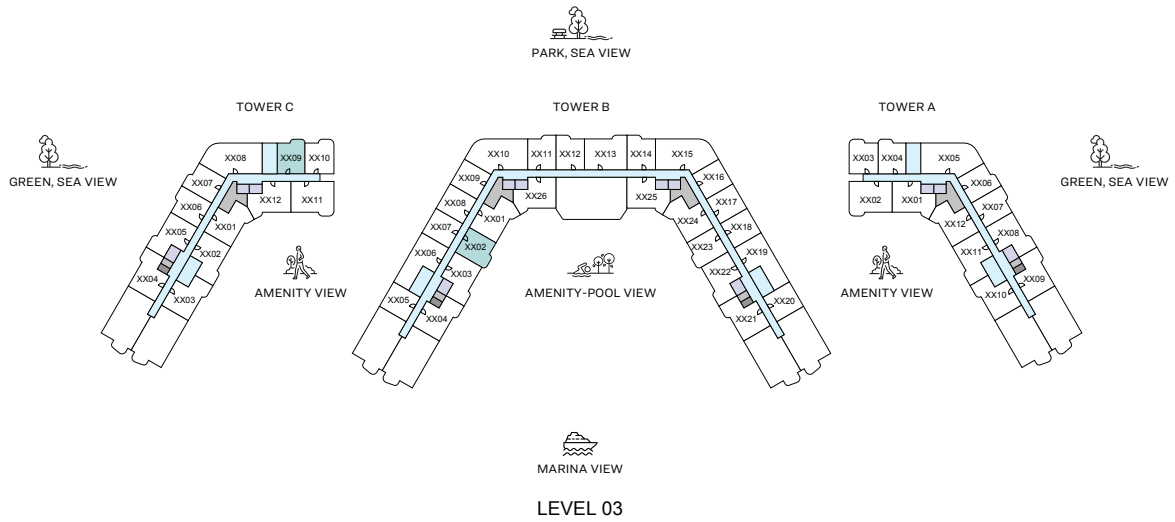 PARK, SEA VIEW
TOWER C
TOWER B
TOWER A
GREEN, SEA VIEW
GREEN, SEA VIEW
XX08
XX09
XX10
XX07
XX12
XX11
XX06
XX01
XX05
XX02
XX04
XX03
XX10
XX11
XX12
XX13
XX14
XX15
XX09
XX26
XX25
XX16
XX08
XX01
XX24
XX17
XX07
XX02
XX23
XX18
XX06
XX03
XX22
XX19
XX05
XX04
XX21
XX20
XX03
XX04
XX05
XX02
XX01
XX06
XX12
XX07
XX11
XX08
XX10
XX09
AMENITY VIEW
AMENITY-POOL VIEW
AMENITY VIEW
MARINA VIEW
LEVEL 03